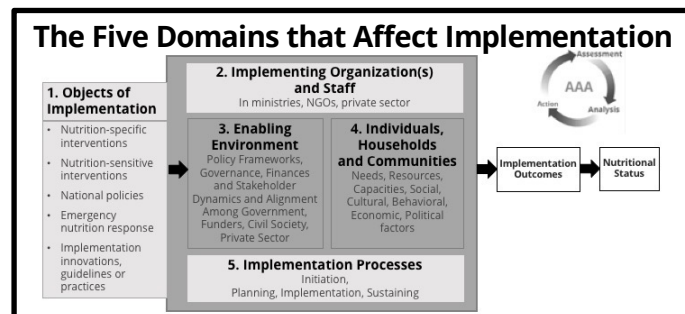 The Five Domains that Affect Implementation
1. Objects of
Implementation
• Nutrition-specific
interventions
• Nutrition-sensitive
interventions
• National policies
• Emergency
nutrition response
• Implementation
innovations,
guidelines or
practices
2. Implementing Organization(s)
and Staff
In ministries, NGOs, private sector
3. Enabling
Environment
Policy Frameworks,
Governance, Finances
and Stakeholder
Dynamics and Alignment
Among Government,
Funders, Civil Society,
Private Sector
4. Individuals,
Households
and Communities
Needs, Resources,
Capacities, Social,
Cultural, Behavioral,
Economic, Political
factors
5. Implementation Processes
Initiation,
Planning, Implementation, Sustaining
Assessment
AAA
Action
Analysis
Implementation
Outcomes
Nutritional
Status